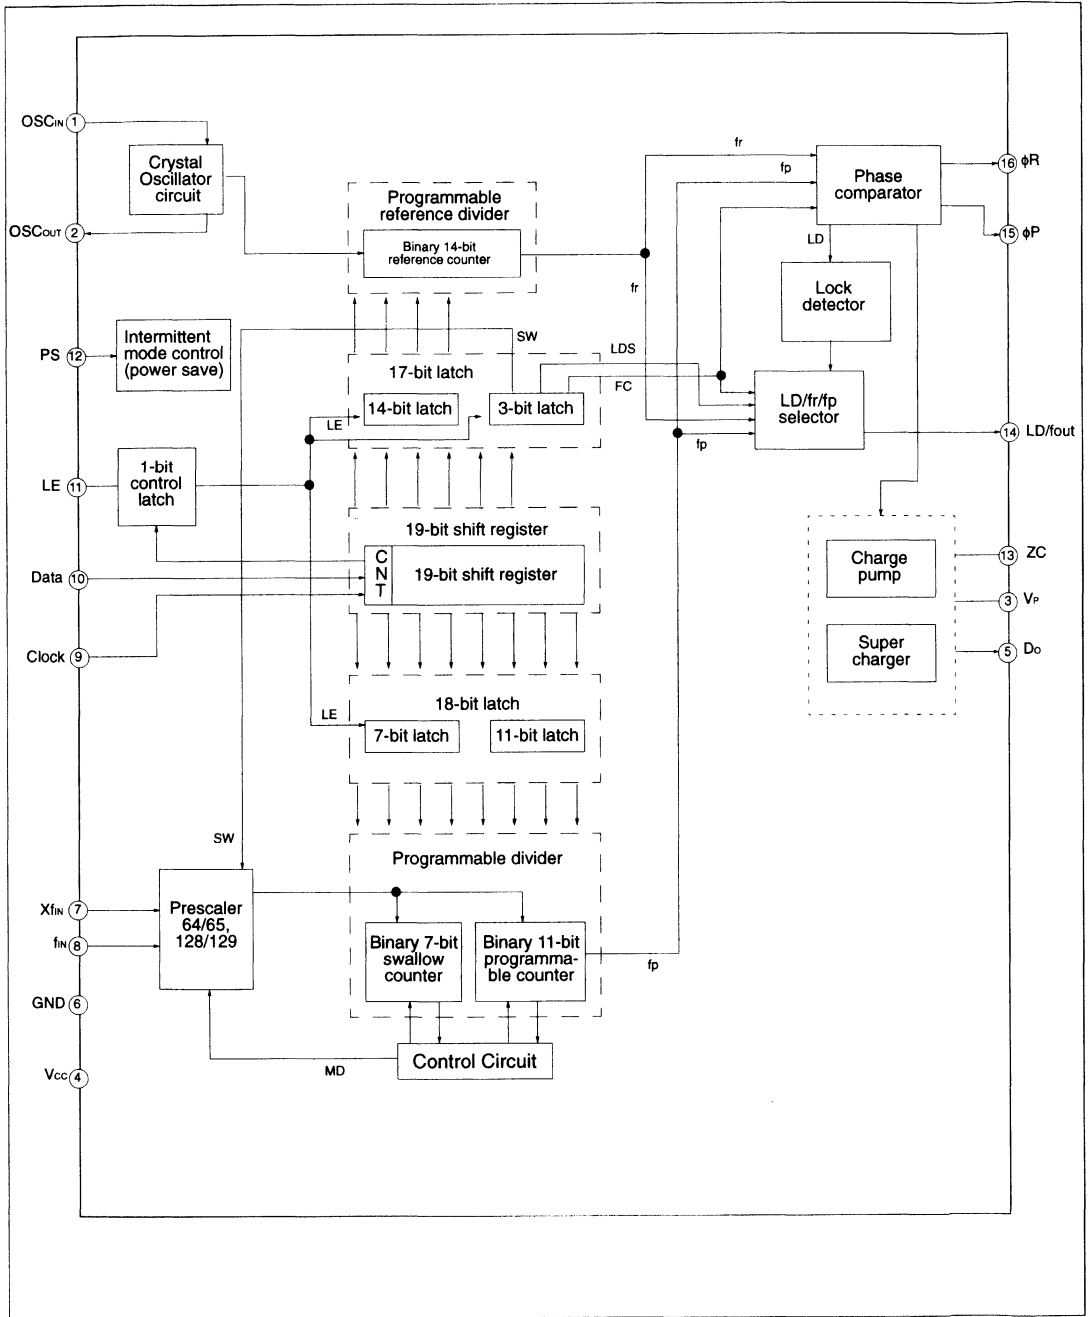 OSCIN 1
Crystal
Oscillator
circuit
OSCOUT 2
Programmable
reference divider
Binary 14-bit
reference counter
fr
fp
Phase
comparator
16 ϕR
15 ϕP
LD
fr
Lock
detector
PS 12
Intermittent
mode control
(power save)
SW
17-bit latch
14-bit latch
3-bit latch
LDS
FC
LE
LD/fr/fp
selector
fp
14 LD/fout
LE 11
1-bit
control
latch
19-bit shift register
C
N
T
19-bit shift register
Data 10
Clock 9
Charge
pump
Super
charger
13 ZC
3 VP
5 DO
18-bit latch
LE
7-bit latch
11-bit latch
SW
Programmable divider
XfIN 7
fIN 8
Prescaler
64/65,
128/129
Binary 7-bit
swallow
counter
Binary 11-bit
programma-
ble counter
fp
GND 6
MD
Control Circuit
VCC 4